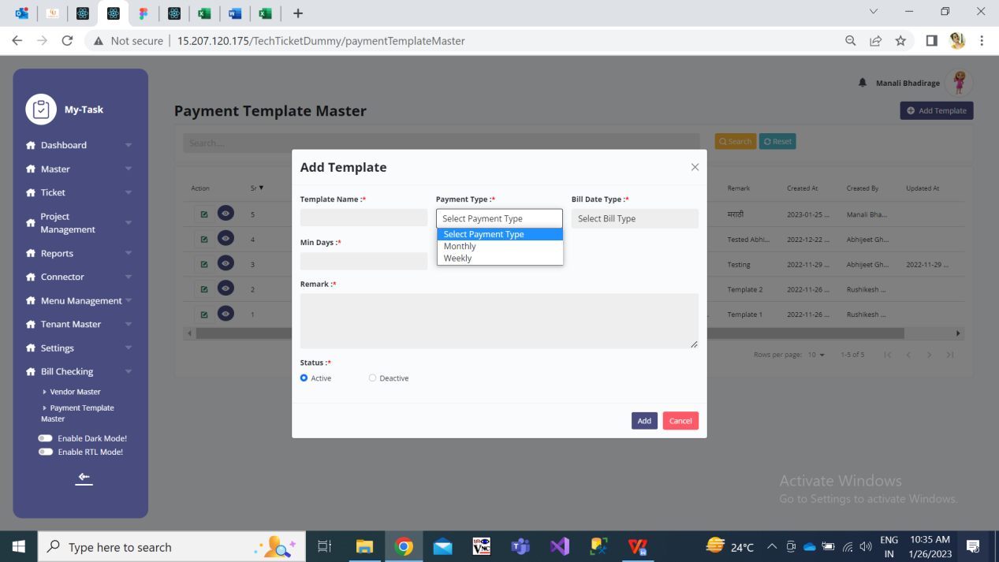 Not secure
15.207.120.175/TechTicketDummy/paymentTemplateMaster
My-Task
Dashboard
Master
Ticket
Project
Management
Reports
Connector
Menu Management
Tenant Master
Settings
Bill Checking
Vendor Master
Payment Template
Master
Enable Dark Mode!
Enable RTL Mode!
Manali Bhadirage
Payment Template Master
Add Template
Search....
Search
Reset
Action Sr Remark Created At Created By Updated At
5 मराठी 2023-01-25 ... Manali Bha...
4 Tested Abhi... 2022-12-22 ... Abhijeet Gh...
3 Testing 2022-11-29 ... Abhijeet Gh... 2022-11-29 ...
2 Template 2 2022-11-26 ... Rushikesh ...
1 Template 1 2022-11-26 ... Rushikesh ...
Rows per page: 10 1-5 of 5
Add Template
Template Name :* Payment Type :* Bill Date Type :*
Select Payment Type Select Bill Type
Select Payment Type
Monthly
Weekly
Min Days :*
Remark :*
Status :*
Active Deactive
Add Cancel
Activate Windows
Go to Settings to activate Windows.
Type here to search
24°C
ENG
IN
10:35 AM
1/26/2023